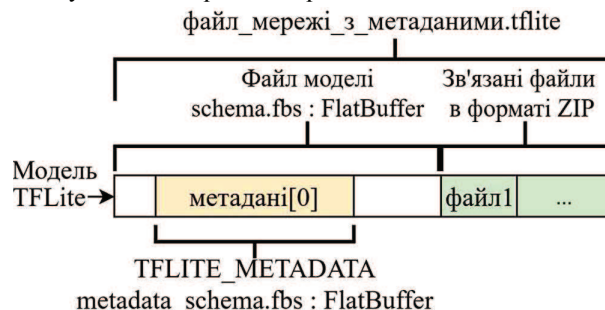 файл_мережі_з_метаданими.tflite
Файл моделі
schema.fbs : FlatBuffer
Зв'язані файли
в форматі ZIP
Модель
TFLite
метадані[0]
файл1
...
TFLITE_METADATA
metadata_schema.fbs : FlatBuffer